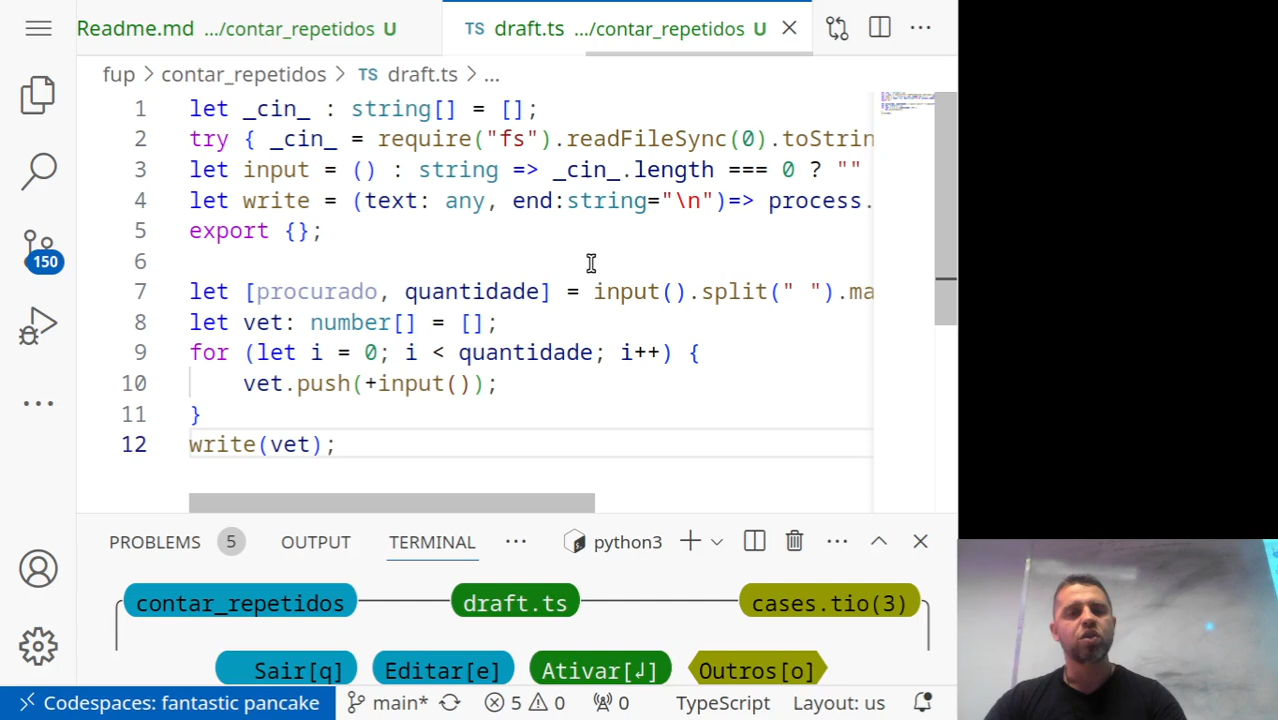 Readme.md .../contar_repetidos U
TS draft.ts .../contar_repetidos U
fup > contar_repetidos > TS draft.ts > ...
1 let _cin_ : string[] = [];
2 try { _cin_ = require("fs").readFileSync(0).toStrin
3 let input = () : string => _cin_.length === 0 ? ""
4 let write = (text: any, end:string="\n")=> process.
5 export {};
6
7 let [procurado, quantidade] = input().split(" ").ma
8 let vet: number[] = [];
9 for (let i = 0; i < quantidade; i++) {
10 vet.push(+input());
11 }
12 write(vet);
150
PROBLEMS 5 OUTPUT TERMINAL ... python3
contar_repetidos draft.ts cases.tio(3)
Sair[q] Editar[e] Ativar[↲] Outros[o]
Codespaces: fantastic pancake main* 5 0 0 TypeScript Layout: us